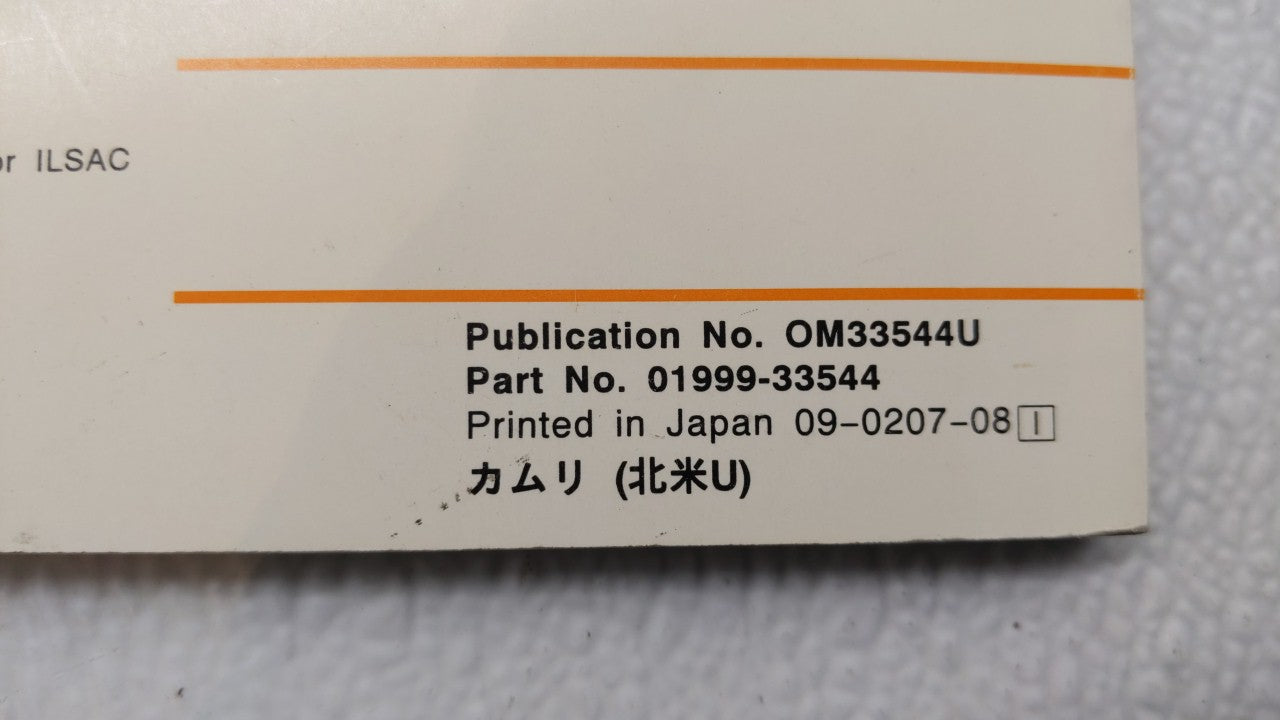 or ILSAC
Publication No. OM33544U
Part No. 01999-33544
Printed in Japan 09−0207−08 I
カムリ (北米U)